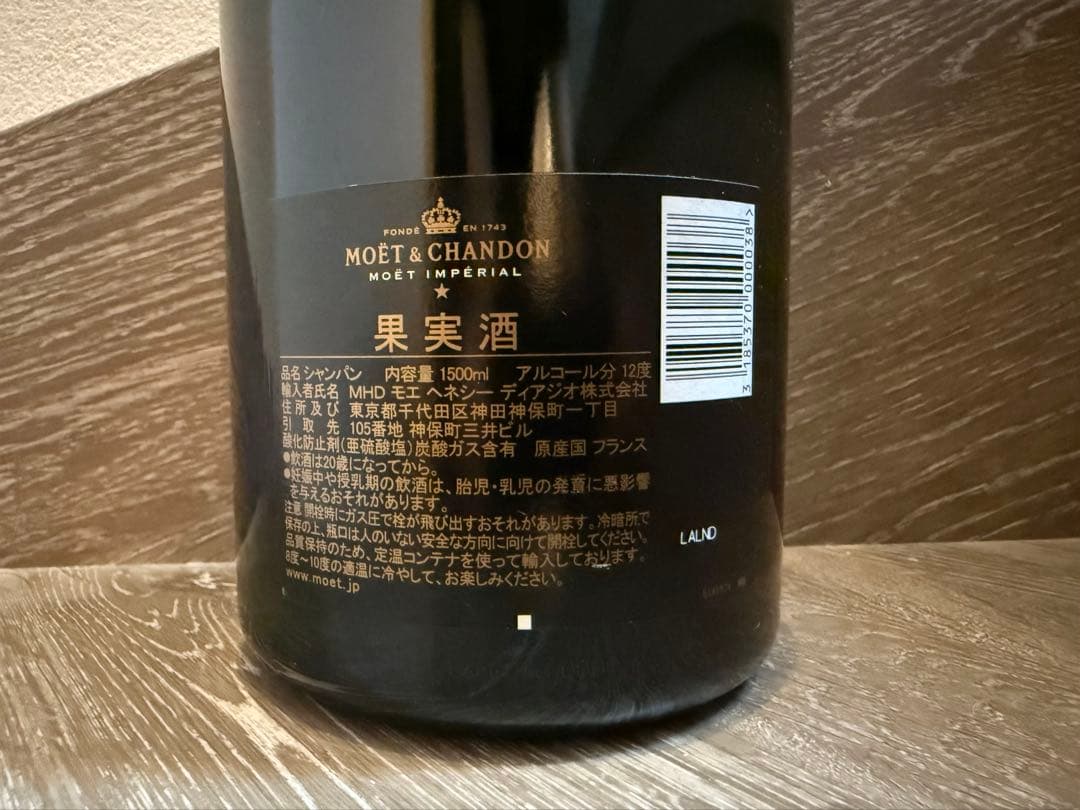 FONDÉ EN 1743
MOËT & CHANDON
MOËT IMPÉRIAL
果実酒
品名 シャンパン 内容量 1500ml アルコール分 12度
輸入者氏名 MHD モエ ヘネシー ディアジオ株式会社
住所及び 東京都千代田区神田神保町一丁目
引取先 105番地 神保町三井ビル
酸化防止剤(亜硫酸塩)炭酸ガス含有 原産国 フランス
●飲酒は20歳になってから。
●妊娠中や授乳期の飲酒は、胎児・乳児の発育に悪影響
を与えるおそれがあります。
注意 開栓時にガス圧で栓が飛び出すおそれがあります。冷暗所で
保存の上、瓶口は人のいない安全な方向に向けて開栓してください。
品質保持のため、定温コンテナを使って輸入しております。
8度〜10度の適温に冷やして、お楽しみください。
www.moet.jp
3 185370 000038 >
LALND